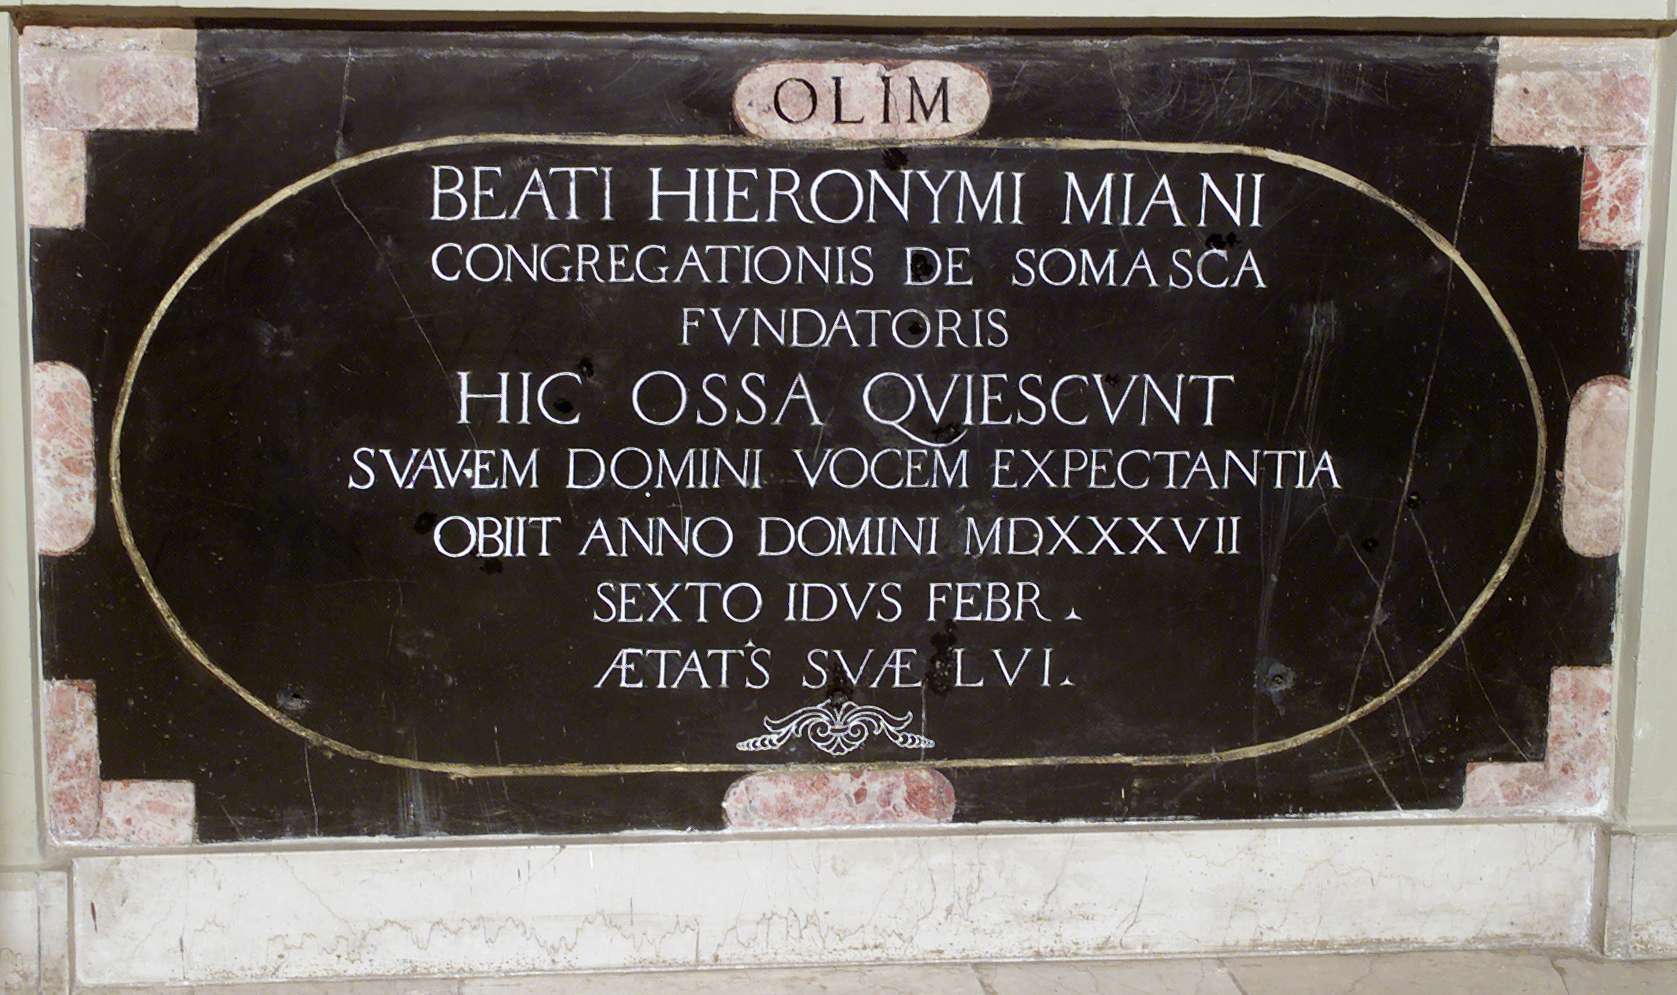 OLIM
BEATI HIERONYMI MIANI
CONGREGATIONIS DE SOMASCA
FVNDATORIS
HIC OSSA QVIESCVNT
SVAVEM DOMINI VOCEM EXPECTANTIA
OBIIT ANNO DOMINI MDXXXVII
SEXTO IDVS FEBR.
ÆTAT'S SVÆ LVI.